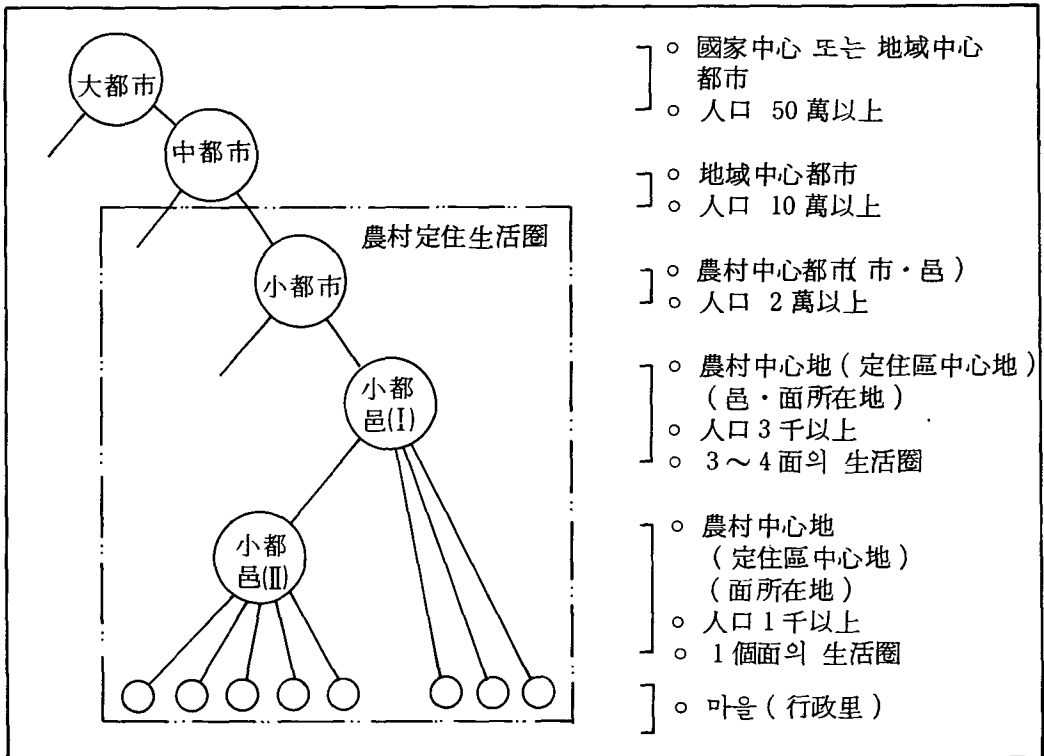 大都市
中都市
農村定住生活圈
小都市
小都
邑(I)
小都
邑(II)
○ 國家中心 또는 地域中心
都市
○ 人口 50 萬以上
○ 地域中心都市
○ 人口 10 萬以上
○ 農村中心都市( 市・邑 )
○ 人口 2 萬以上
○ 農村中心地 ( 定住區中心地 )
( 邑・面所在地 )
○ 人口 3 千以上
○ 3 ~ 4 面의 生活圈
○ 農村中心地
( 定住區中心地 )
( 面所在地 )
○ 人口 1 千以上
○ 1 個面의 生活圈
○ 마을 ( 行政里 )